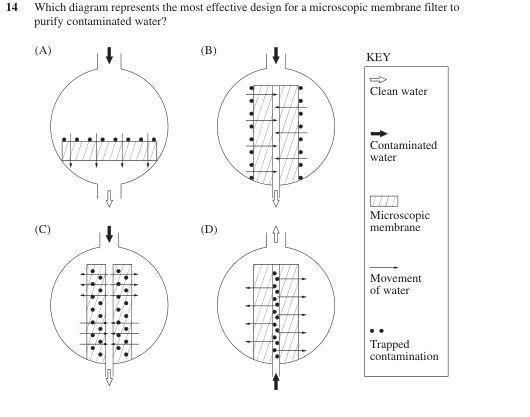 14 Which diagram represents the most effective design for a microscopic membrane filter to
purify contaminated water?
(A)
(B)
KEY
Clean water
Contaminated
water
Microscopic
membrane
(C)
(D)
Movement
of water
Trapped
contamination